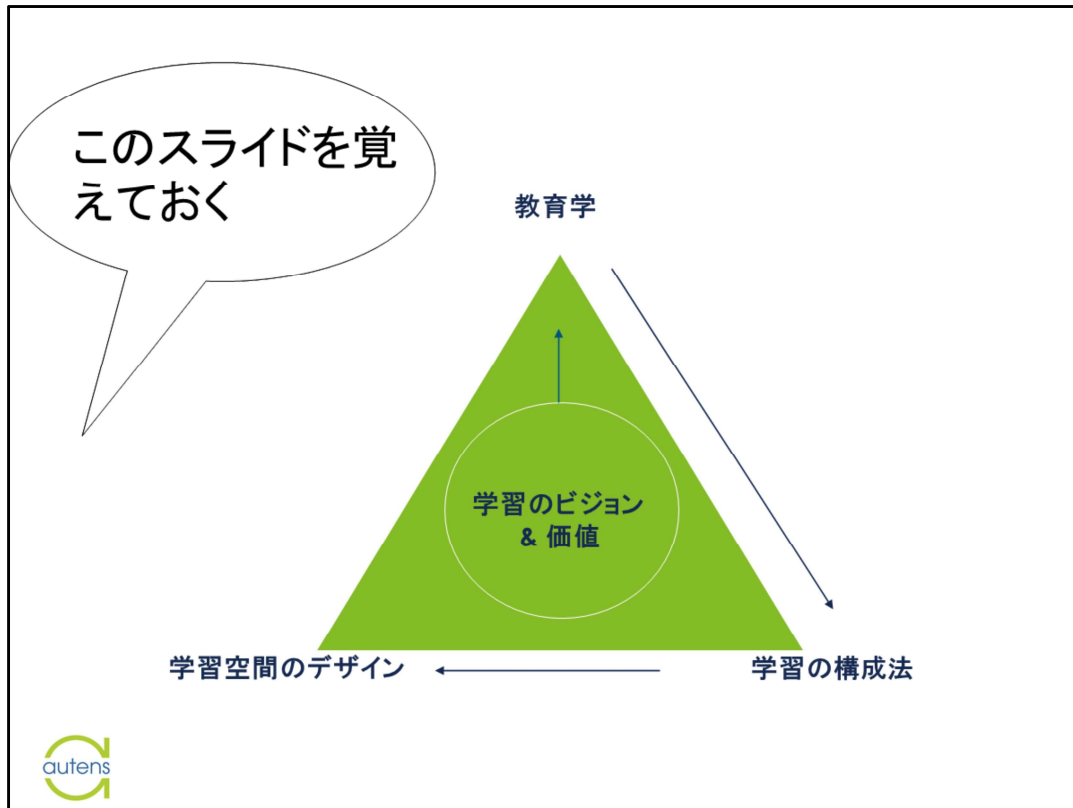 このスライドを覚
えておく
教育学
学習のビジョン
& 価値
学習空間のデザイン
学習の構成法
autens